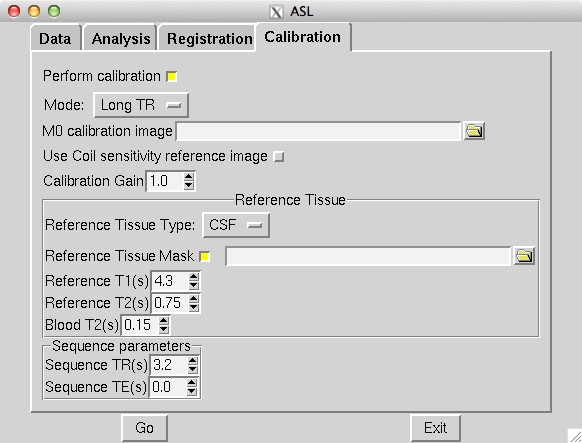 ASL
Data Analysis Registration Calibration
Perform calibration
Mode: Long TR
M0 calibration image
Use Coil sensitivity reference image
Calibration Gain 1.0
Reference Tissue
Reference Tissue Type: CSF
Reference Tissue Mask
Reference T1(s) 4.3
Reference T2(s) 0.75
Blood T2(s) 0.15
Sequence parameters
Sequence TR(s) 3.2
Sequence TE(s) 0.0
Go Exit